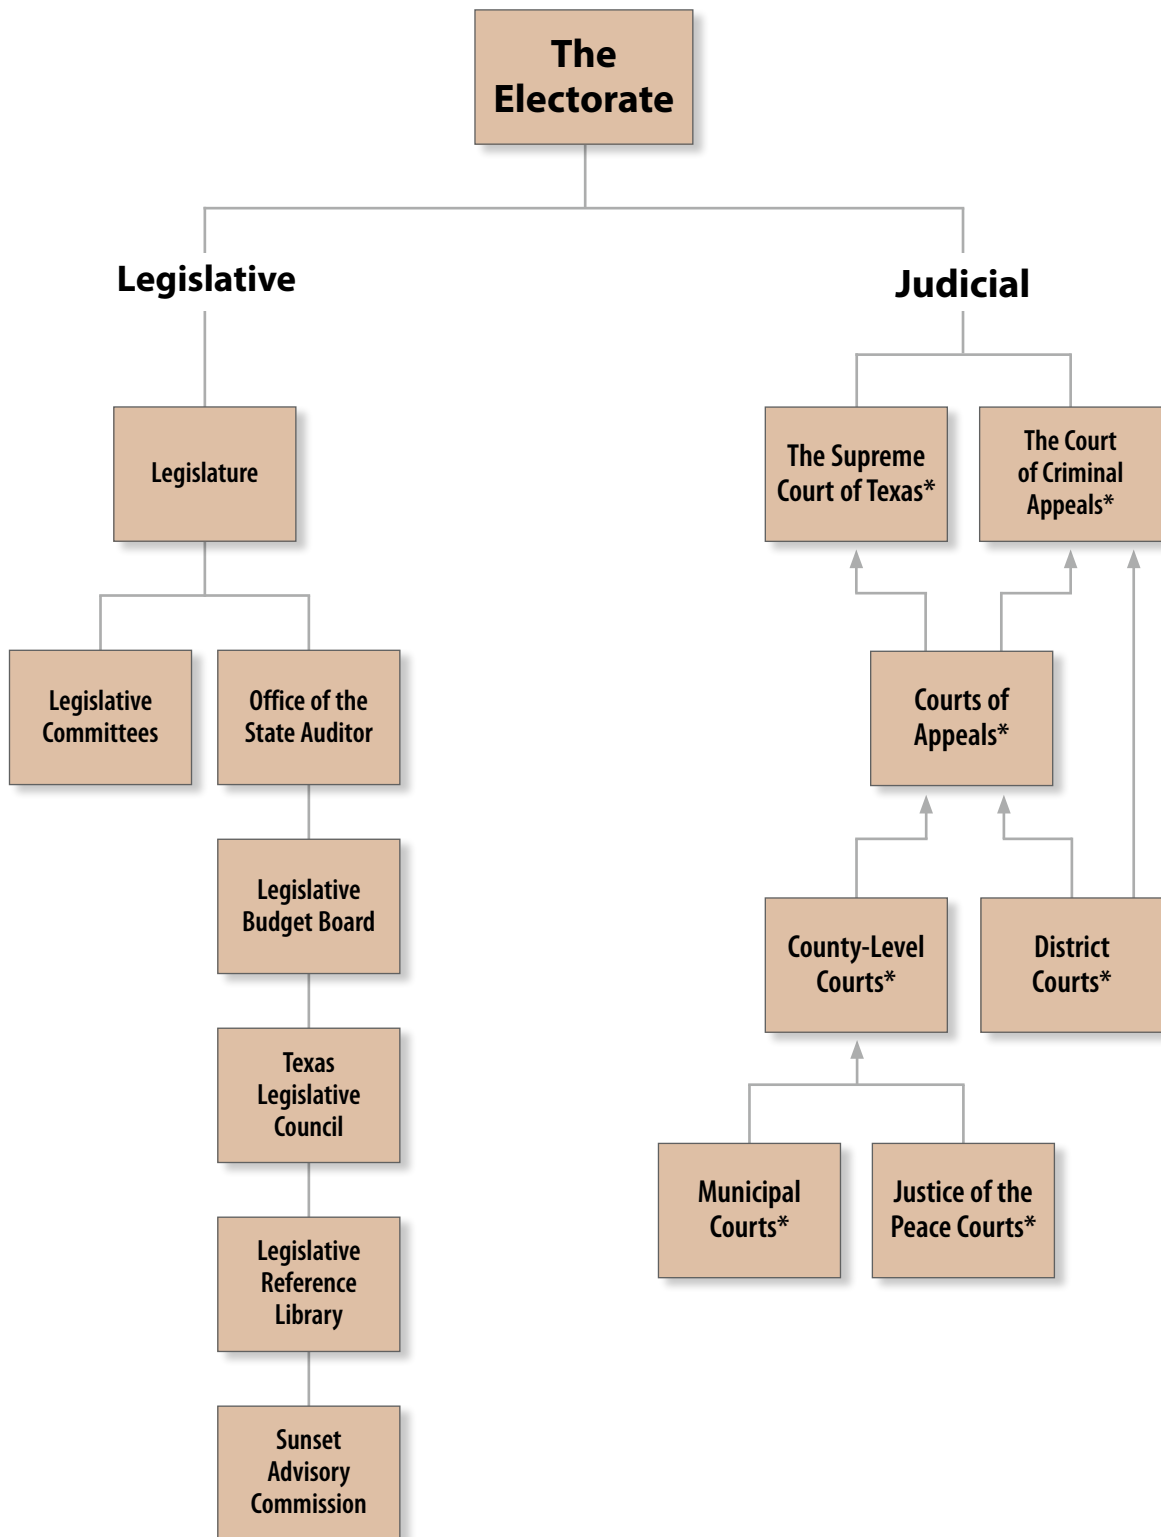 The
Electorate
Legislative
Judicial
Legislature
The Supreme
Court of Texas*
The Court
of Criminal
Appeals*
Legislative
Committees
Office of the
State Auditor
Courts of
Appeals*
Legislative
Budget Board
County-Level
Courts*
District
Courts*
Texas
Legislative
Council
Municipal
Courts*
Justice of the
Peace Courts*
Legislative
Reference
Library
Sunset
Advisory
Commission